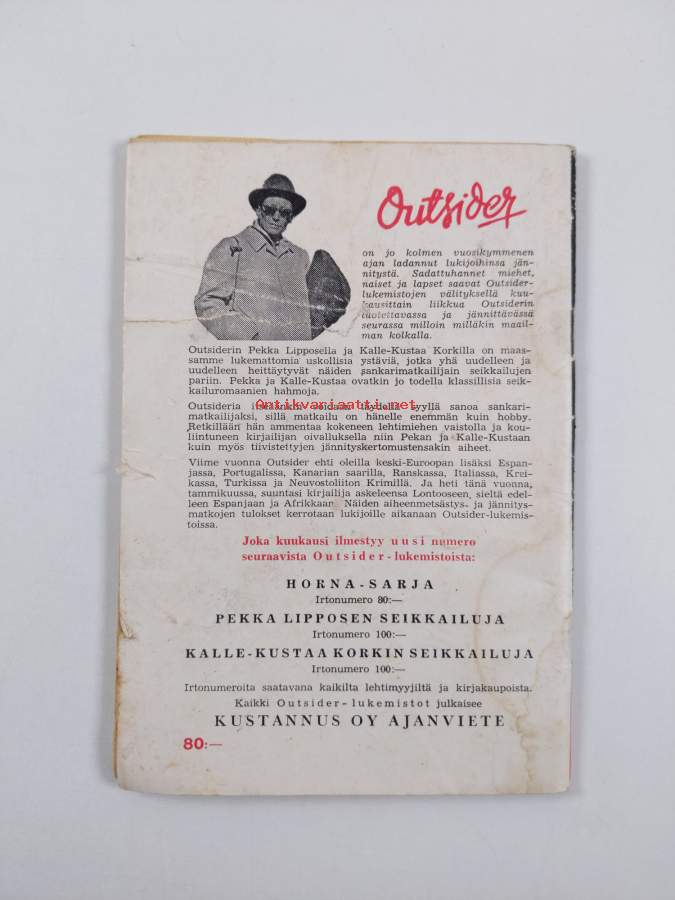 Outsider
on jo kolmen vuosikymmenen
ajan ladannut lukijoihinsa jän-
nitystä. Sadattuhannet miehet,
naiset ja lapset saavat Outsider-
lukemistojen välityksellä kuu-
kausittain liikkua Outsiderin
luotettavassa ja jännittävässä
seurassa milloin milläkin maail-
man kolkalla.
Outsiderin Pekka Lipposella ja Kalle-Kustaa Korkilla on maas-
samme lukemattomia uskollisia ystäviä, jotka yhä uudelleen ja
uudelleen heittäytyvät näiden sankarimatkailijain seikkailujen
pariin. Pekka ja Kalle-Kustaa ovatkin jo todella klassillisia seik-
kailuromaanien hahmoja.
Outsideria täydellä syyllä sanoa sankari-
matkailijaksi, sillä matkailu on hänelle enemmän kuin hobby.
Retkillään hän ammentaa kokeneen lehtimiehen vaistolla ja kou-
liintuneen kirjailijan oivalluksella niin Pekan ja Kalle-Kustaan
kuin myös tiivistettyjen jännityskertomustensakin aiheet.
Viime vuonna Outsider ehti oleilla keski-Euroopan lisäksi Espan-
jassa, Portugalissa, Kanarian saarilla, Ranskassa, Italiassa, Krei-
kassa, Turkissa ja Neuvostoliiton Krimillä. Ja heti tänä vuonna,
tammikuussa, suuntasi kirjailija askeleensa Lontooseen, sieltä edel-
leen Espanjaan ja Afrikkaan. Näiden aiheenmetsästys- ja jännitys-
matkojen tulokset kerrotaan lukijoille aikanaan Outsider-lukemis-
toissa.
Antikvariaatti.net
Joka kuukausi ilmestyy uusi numero
seuraavista Outsider-lukemistoista:
HORNA-SARJA
Irtonumero 80:—
PEKKA LIPPOSEN SEIKKAILUJA
Irtonumero 100:—
KALLE-KUSTAA KORKIN SEIKKAILUJA
Irtonumero 100:—
Irtonumeroita saatavana kaikilta lehtimyyjiltä ja kirjakaupoista.
Kaikki Outsider-lukemistot julkaisee
KUSTANNUS OY AJANVIETE
80:—